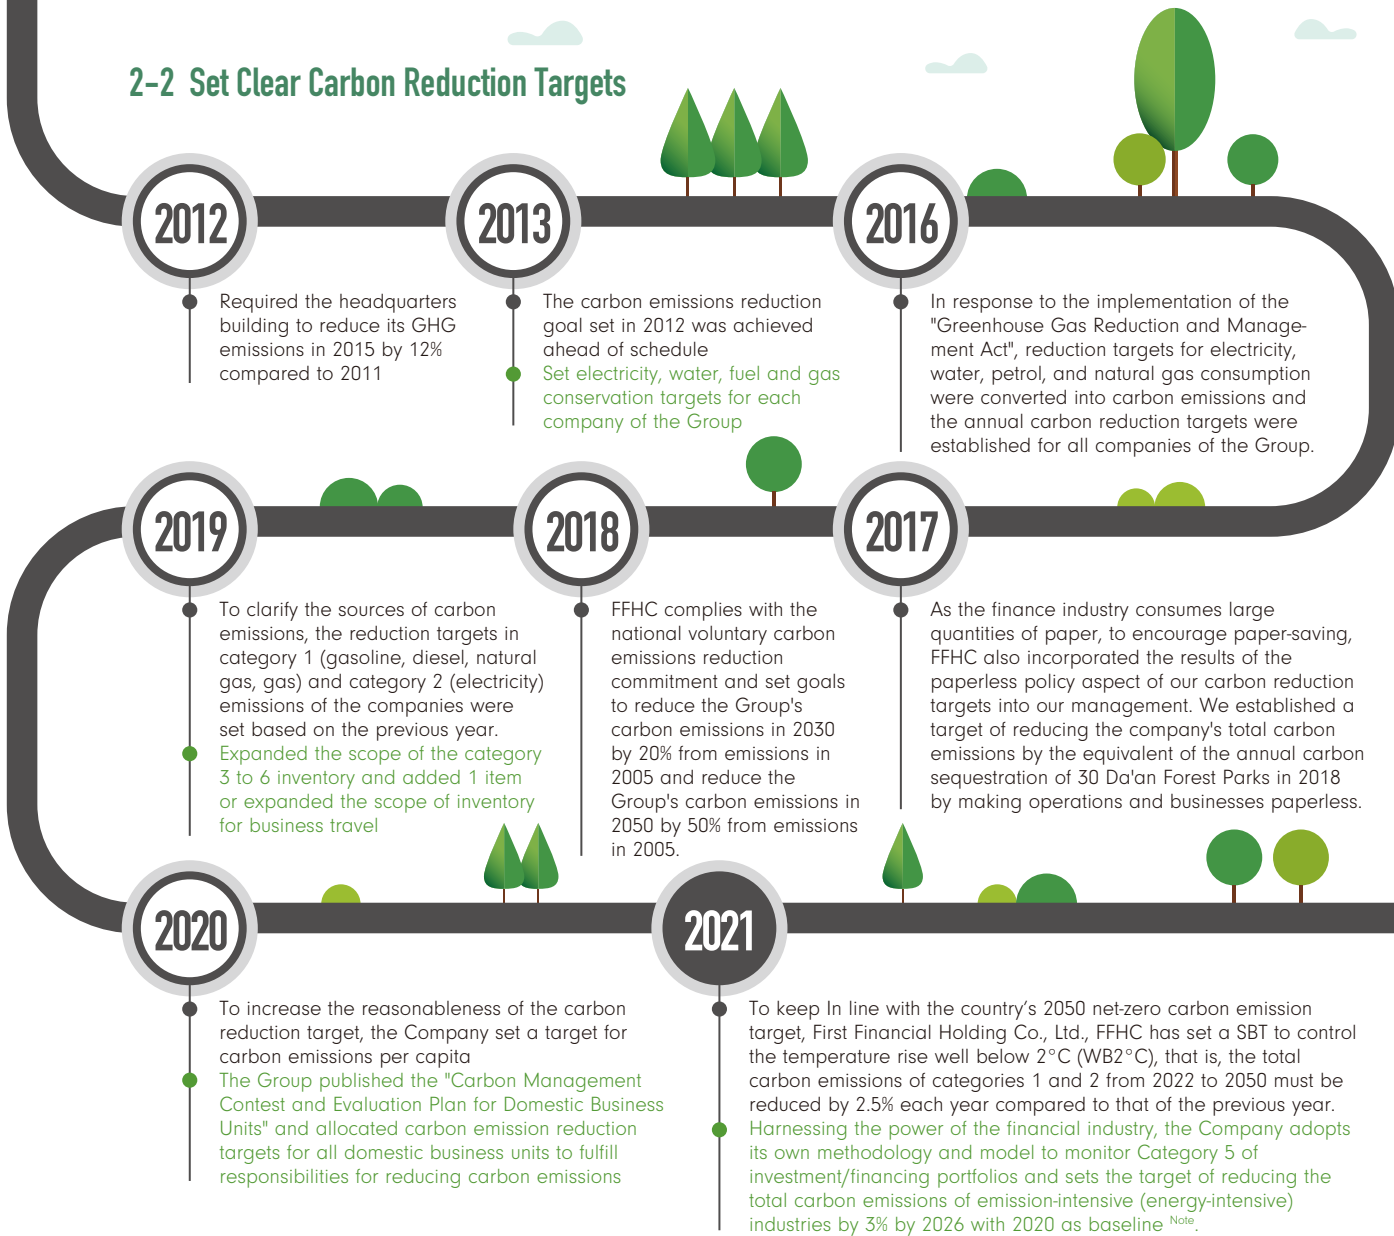 2-2 Set Clear Carbon Reduction Targets
2012
Required the headquarters
building to reduce its GHG
emissions in 2015 by 12%
compared to 2011
2013
The carbon emissions reduction
goal set in 2012 was achieved
ahead of schedule
Set electricity, water, fuel and gas
conservation targets for each
company of the Group
2016
In response to the implementation of the
"Greenhouse Gas Reduction and Manage-
ment Act", reduction targets for electricity,
water, petrol, and natural gas consumption
were converted into carbon emissions and
the annual carbon reduction targets were
established for all companies of the Group.
2017
As the finance industry consumes large
quantities of paper, to encourage paper-saving,
FFHC also incorporated the results of the
paperless policy aspect of our carbon reduction
targets into our management. We established a
target of reducing the company's total carbon
emissions by the equivalent of the annual carbon
sequestration of 30 Da'an Forest Parks in 2018
by making operations and businesses paperless.
2018
FFHC complies with the
national voluntary carbon
emissions reduction
commitment and set goals
to reduce the Group's
carbon emissions in 2030
by 20% from emissions in
2005 and reduce the
Group's carbon emissions in
2050 by 50% from emissions
in 2005.
2019
To clarify the sources of carbon
emissions, the reduction targets in
category 1 (gasoline, diesel, natural
gas, gas) and category 2 (electricity)
emissions of the companies were
set based on the previous year.
Expanded the scope of the category
3 to 6 inventory and added 1 item
or expanded the scope of inventory
for business travel
2020
To increase the reasonableness of the carbon
reduction target, the Company set a target for
carbon emissions per capita
The Group published the "Carbon Management
Contest and Evaluation Plan for Domestic Business
Units" and allocated carbon emission reduction
targets for all domestic business units to fulfill
responsibilities for reducing carbon emissions
2021
To keep In line with the country’s 2050 net-zero carbon emission
target, First Financial Holding Co., Ltd., FFHC has set a SBT to control
the temperature rise well below 2°C (WB2°C), that is, the total
carbon emissions of categories 1 and 2 from 2022 to 2050 must be
reduced by 2.5% each year compared to that of the previous year.
Harnessing the power of the financial industry, the Company adopts
its own methodology and model to monitor Category 5 of
investment/financing portfolios and sets the target of reducing the
total carbon emissions of emission-intensive (energy-intensive)
industries by 3% by 2026 with 2020 as baseline Note.